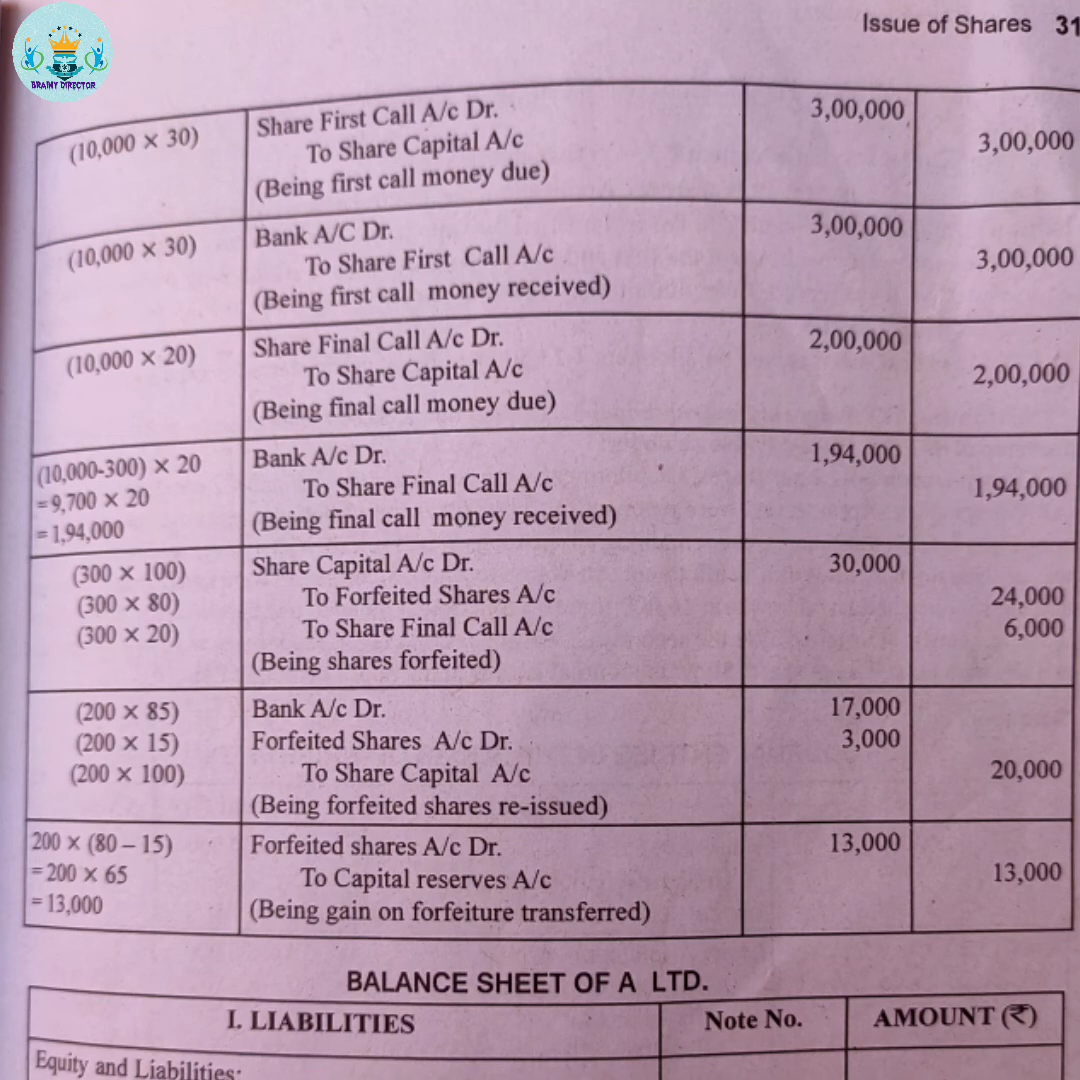 BRAINY DIRECTOR
Issue of Shares 31
(10,000 × 30) Share First Call A/c Dr. 3,00,000
To Share Capital A/c 3,00,000
(Being first call money due)
(10,000 × 30) Bank A/C Dr. 3,00,000
To Share First Call A/c 3,00,000
(Being first call money received)
(10,000 × 20) Share Final Call A/c Dr. 2,00,000
To Share Capital A/c 2,00,000
(Being final call money due)
(10,000-300) × 20 Bank A/c Dr. 1,94,000
= 9,700 × 20 To Share Final Call A/c 1,94,000
= 1,94,000 (Being final call money received)
(300 × 100) Share Capital A/c Dr. 30,000
(300 × 80) To Forfeited Shares A/c 24,000
(300 × 20) To Share Final Call A/c 6,000
(Being shares forfeited)
(200 × 85) Bank A/c Dr. 17,000
(200 × 15) Forfeited Shares A/c Dr. 3,000
(200 × 100) To Share Capital A/c 20,000
(Being forfeited shares re-issued)
200 × (80 – 15) Forfeited shares A/c Dr. 13,000
= 200 × 65 To Capital reserves A/c 13,000
= 13,000 (Being gain on forfeiture transferred)
BALANCE SHEET OF A LTD.
I. LIABILITIES Note No. AMOUNT (₹)
Equity and Liabilities: